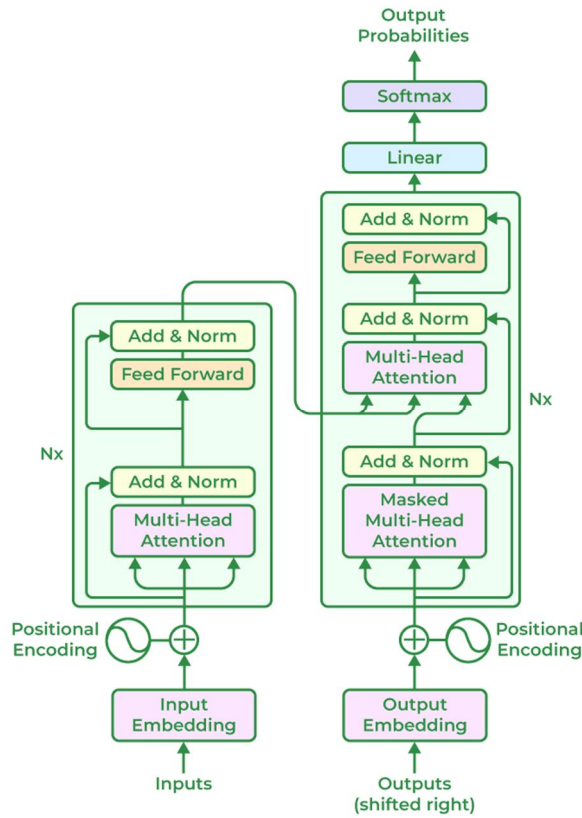 Output
Probabilities
Softmax
Linear
Add & Norm
Feed Forward
Add & Norm
Multi-Head
Attention
Nx
Add & Norm
Masked
Multi-Head
Attention
Positional
Encoding
Output
Embedding
Outputs
(shifted right)
Add & Norm
Feed Forward
Nx
Add & Norm
Multi-Head
Attention
Positional
Encoding
Input
Embedding
Inputs